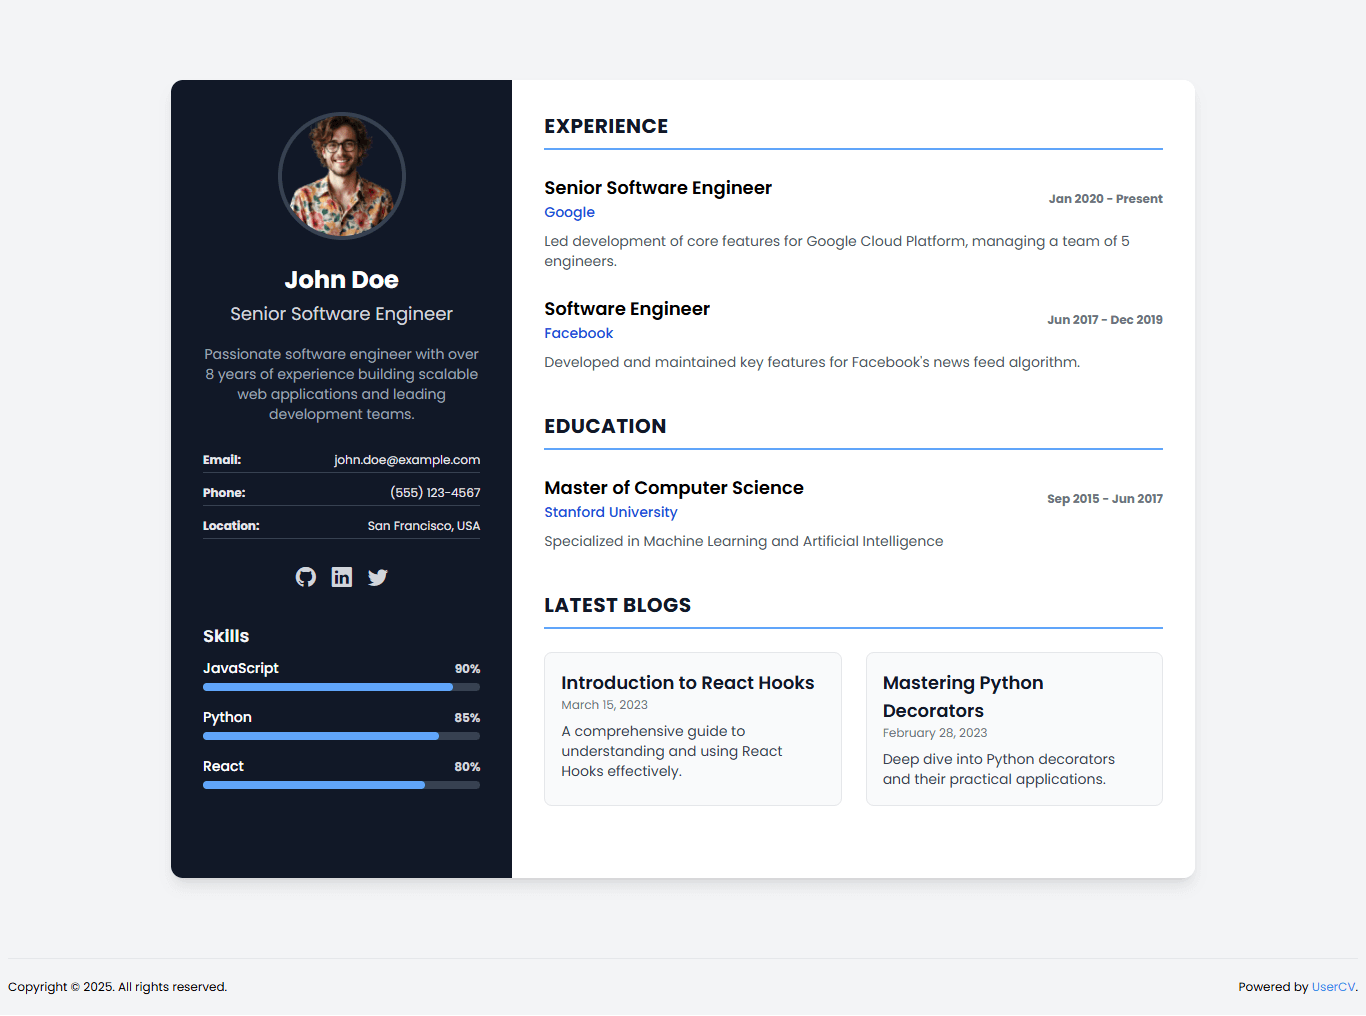 John Doe
Senior Software Engineer
Passionate software engineer with over
8 years of experience building scalable
web applications and leading
development teams.
Email: john.doe@example.com
Phone: (555) 123-4567
Location: San Francisco, USA
Skills
JavaScript 90%
Python 85%
React 80%
EXPERIENCE
Senior Software Engineer
Google
Jan 2020 - Present
Led development of core features for Google Cloud Platform, managing a team of 5
engineers.
Software Engineer
Facebook
Jun 2017 - Dec 2019
Developed and maintained key features for Facebook's news feed algorithm.
EDUCATION
Master of Computer Science
Stanford University
Sep 2015 - Jun 2017
Specialized in Machine Learning and Artificial Intelligence
LATEST BLOGS
Introduction to React Hooks
March 15, 2023
A comprehensive guide to
understanding and using React
Hooks effectively.
Mastering Python
Decorators
February 28, 2023
Deep dive into Python decorators
and their practical applications.
Copyright © 2025. All rights reserved.
Powered by UserCV.